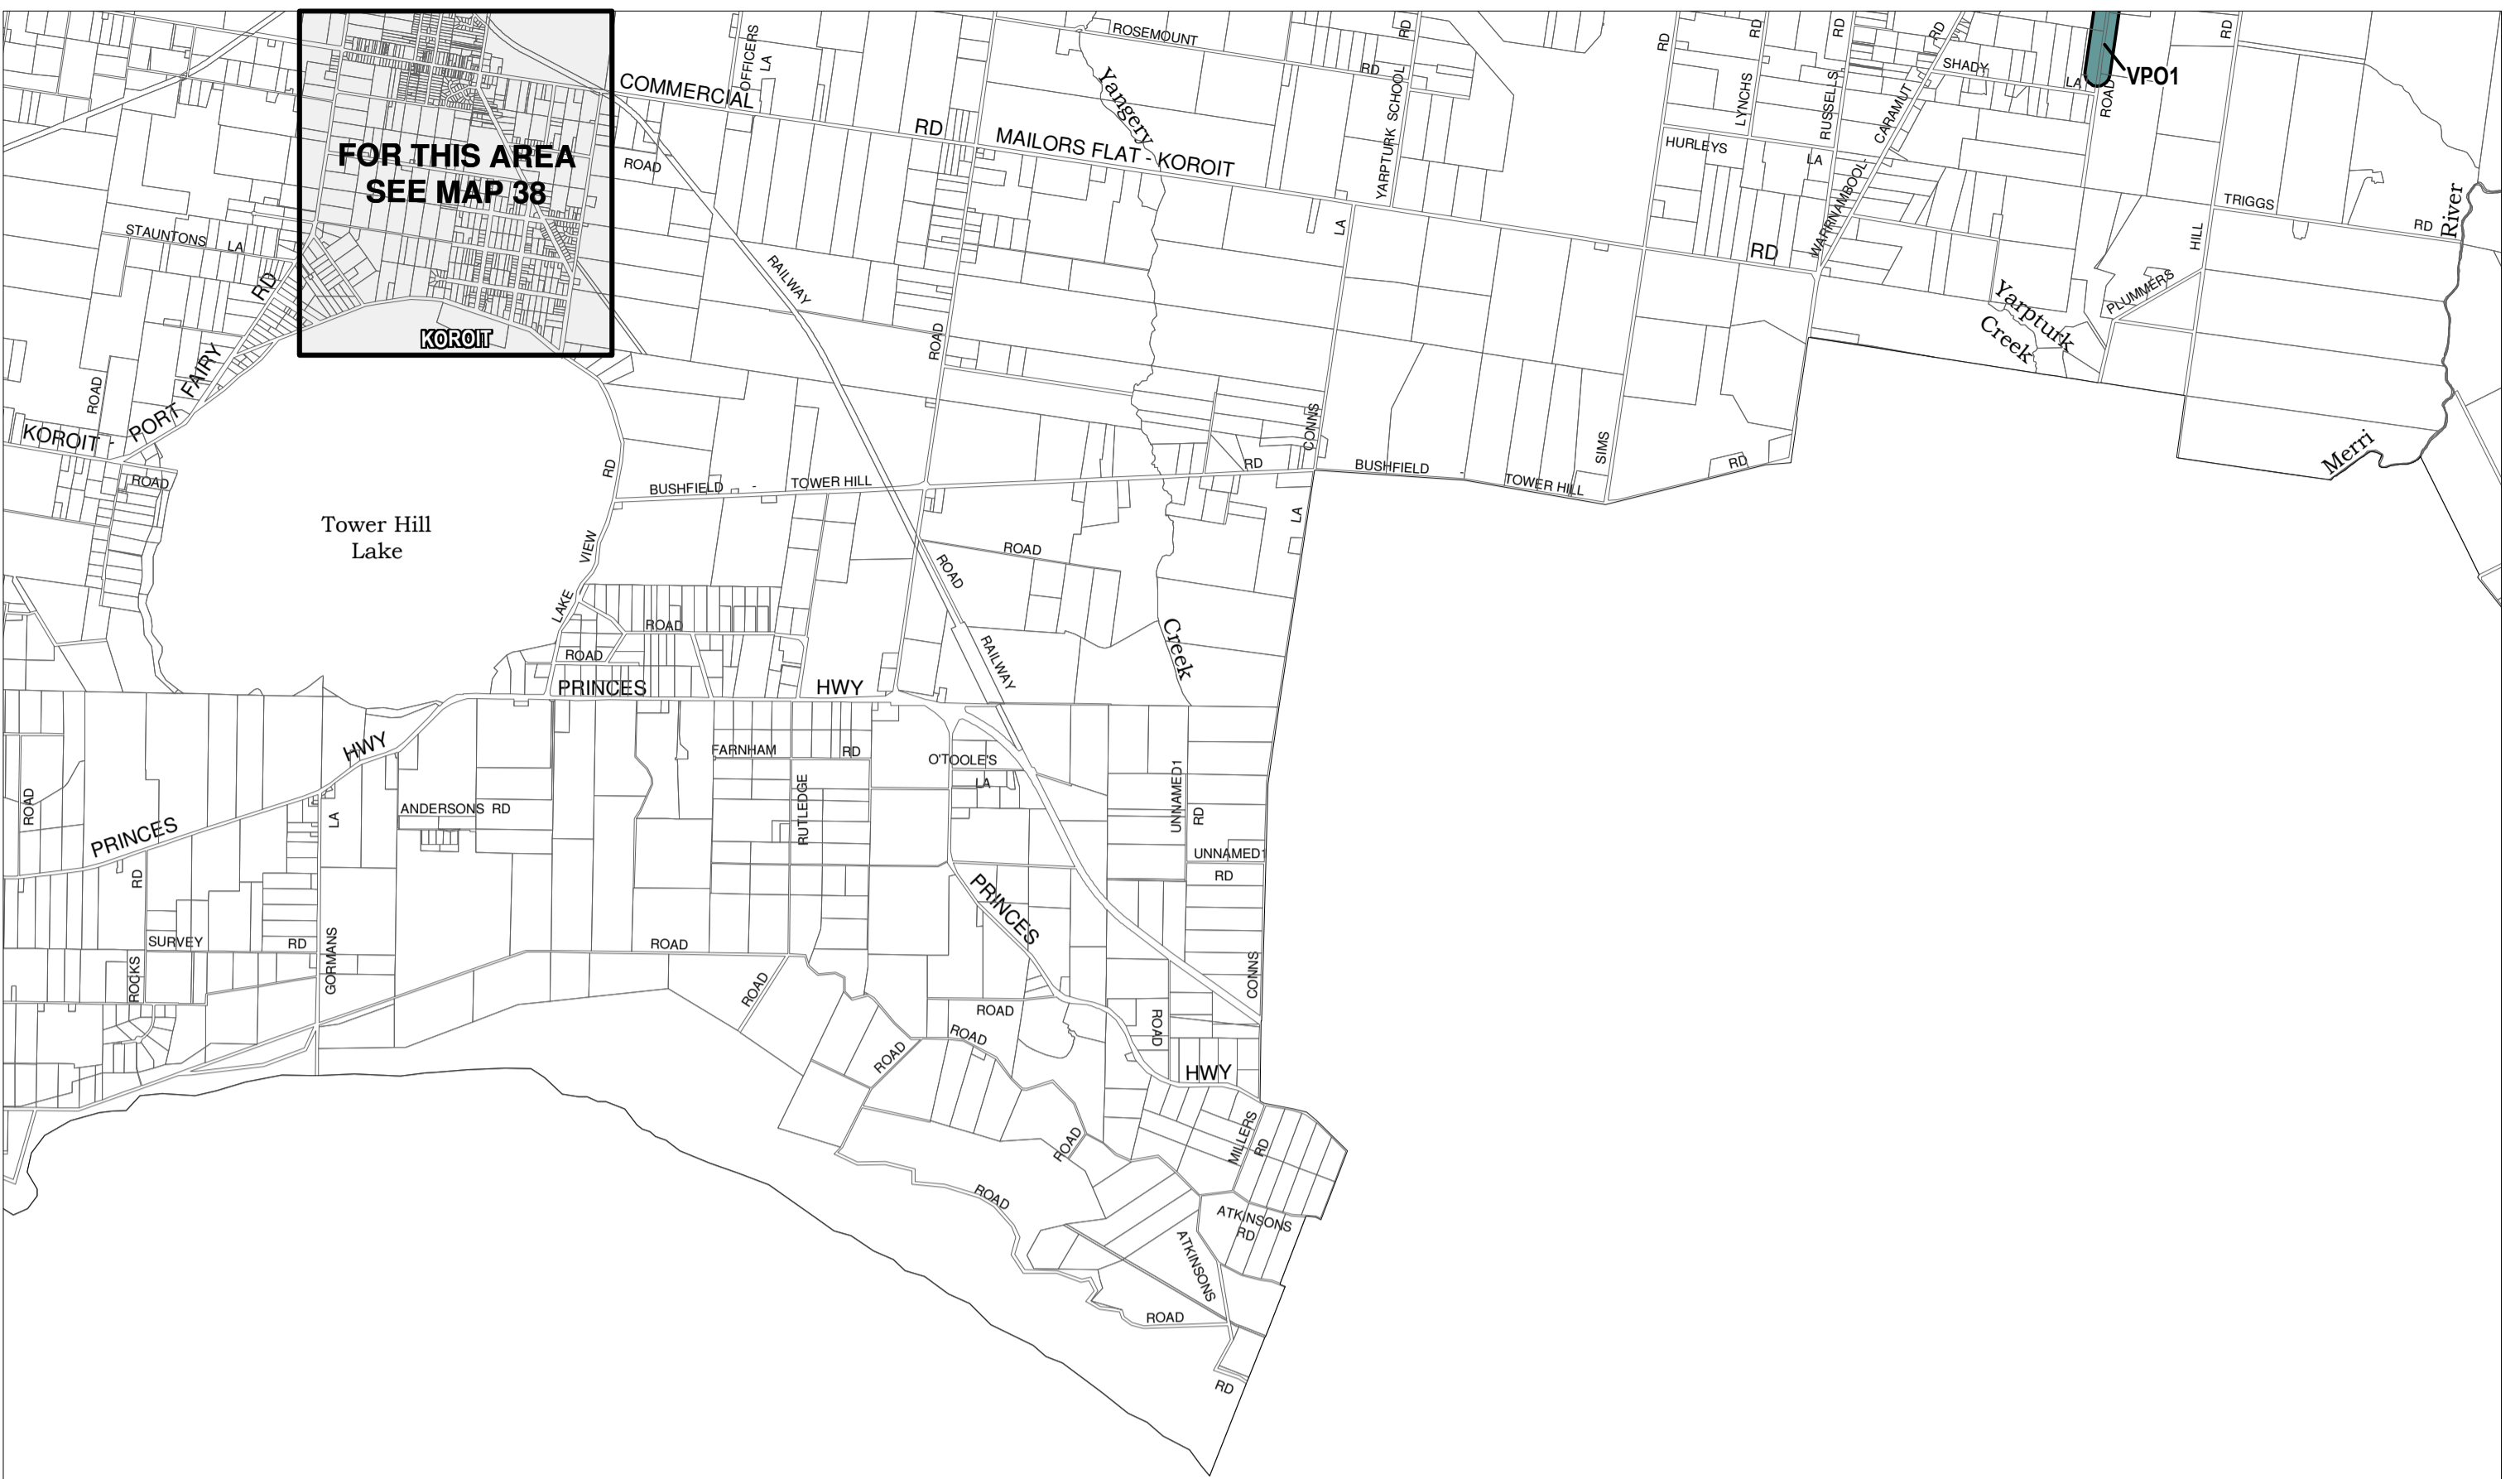 ROSEMOUNT
RD
RD
OFFICERS
LA
COMMERCIAL
RD
MAILORS FLAT - KOROIT
RD
Yangery
Creek
YARPTURK SCHOOL
RD
RD
LYNCHS
RD
RUSSELLS
RD
CARAMUT
RD
WARRNAMBOOL-
SHADY
LA
ROAD
VPO1
RD
HILL
HURLEYS
LA
TRIGGS
RD
River
Merri
PLUMMERS
Yarpturk
Creek
FOR THIS AREA
SEE MAP 38
KOROIT
ROAD
STAUNTONS LA
RD
FAIRY
PORT
KOROIT -
ROAD
ROAD
RAILWAY
ROAD
LA
CONNS
SIMS
BUSHFIELD - TOWER HILL
RD
BUSHFIELD -
TOWER HILL
RD
Tower Hill
Lake
RD
VIEW
LAKE
ROAD
ROAD
ROAD
ROAD
RAILWAY
LA
PRINCES HWY
HWY
PRINCES
ROAD
FARNHAM RD
RUTLEDGE
O'TOOLE'S
LA
UNNAMED1
RD
UNNAMED1
RD
ANDERSONS RD
LA
GORMANS
RD
ROCKS
SURVEY RD
ROAD
ROAD
PRINCES
HWY
CONNS
ROAD
ROAD
ROAD
ROAD
ROAD
ROAD
MILLERS
RD
ATKINSONS
RD
ATKINSONS
ROAD
RD